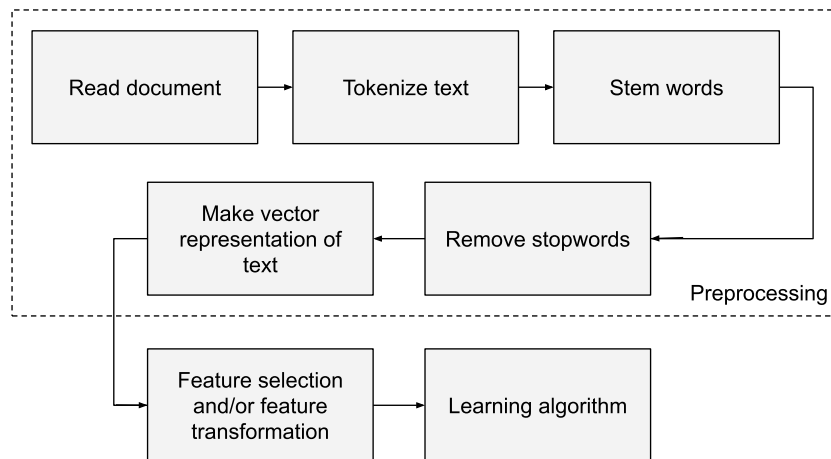 Read document
Tokenize text
Stem words
Make vector
representation of
text
Remove stopwords
Preprocessing
Feature selection
and/or feature
transformation
Learning algorithm